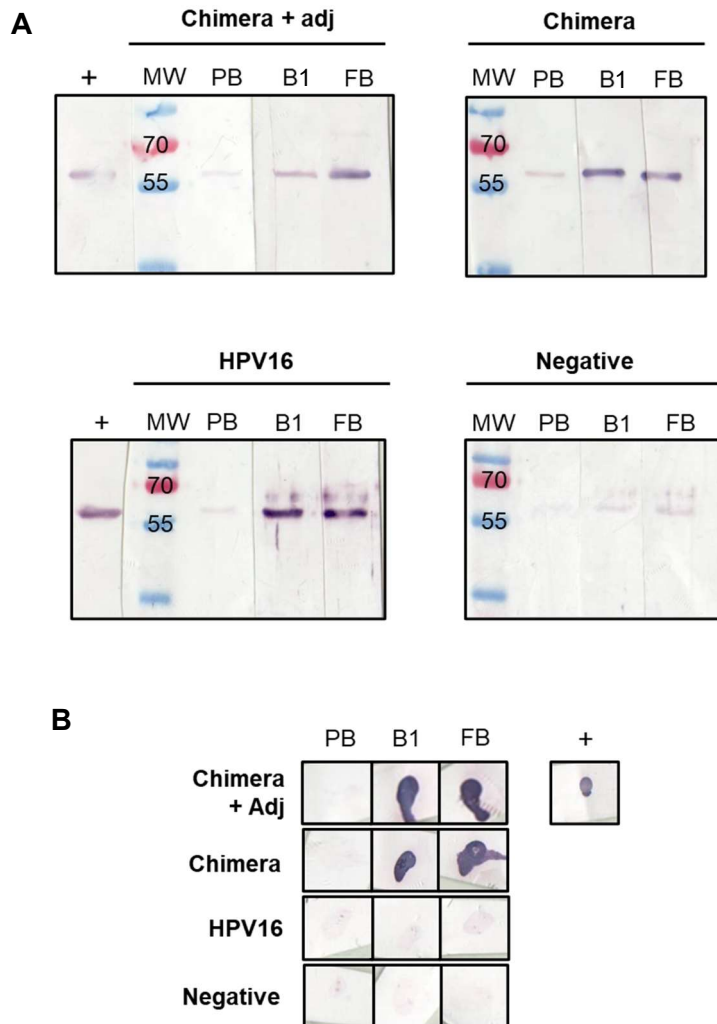 A
Chimera + adj
Chimera
+ MW PB B1 FB
MW PB B1 FB
70
70
55
55
HPV16
Negative
+ MW PB B1 FB
MW PB B1 FB
70
70
55
55
B
PB B1 FB +
Chimera
+ Adj
Chimera
HPV16
Negative